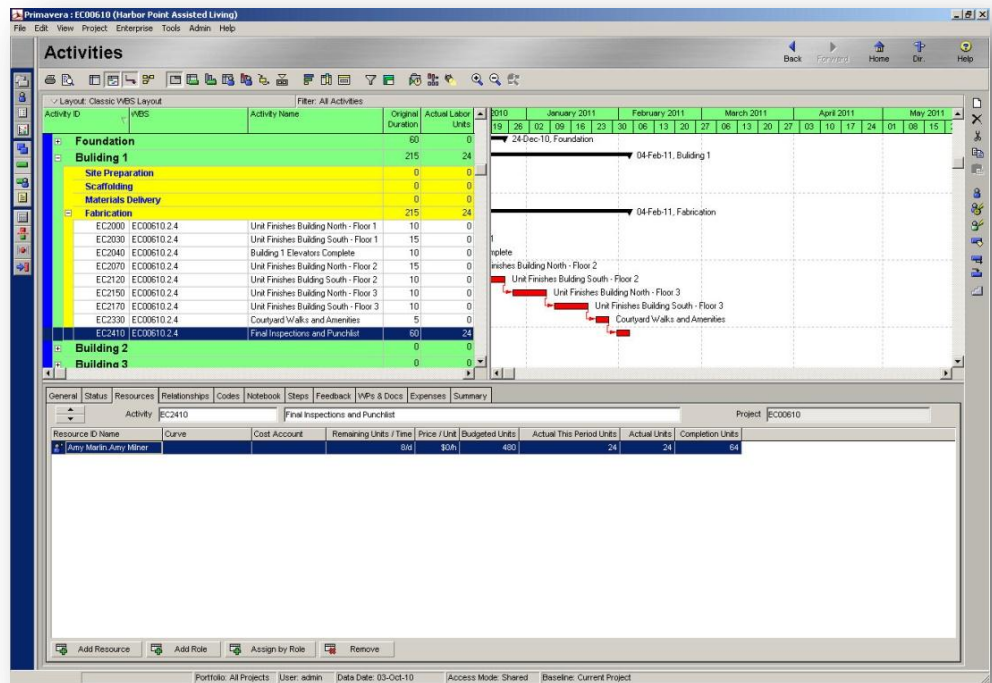 Primavera : EC00610 (Harbor Point Assisted Living)
File Edit View Project Enterprise Tools Admin Help
Activities
Back Forward Home Dir. Help
Layout: Classic WBS Layout Filter: All Activities
Activity ID WBS Activity Name Original Duration Actual Labor Units 2010 January 2011 February 2011 March 2011 April 2011 May 2011
19 26 02 09 16 23 30 06 13 20 27 06 13 20 27 03 10 17 24 01 08 15
Foundation 60 0 24-Dec-10, Foundation
Building 1 215 24 04-Feb-11, Building 1
Site Preparation 0 0
Scaffolding 0 0
Materials Delivery 0 0
Fabrication 215 24 04-Feb-11, Fabrication
EC2000 EC00610.2.4 Unit Finishes Building North - Floor 1 10 0
EC2030 EC00610.2.4 Unit Finishes Building South - Floor 1 15 0 1
EC2040 EC00610.2.4 Building 1 Elevators Complete 10 0 mplete
EC2070 EC00610.2.4 Unit Finishes Building North - Floor 2 15 0 inishes Building North - Floor 2
EC2120 EC00610.2.4 Unit Finishes Building South - Floor 2 10 0 Unit Finishes Building South - Floor 2
EC2150 EC00610.2.4 Unit Finishes Building North - Floor 3 10 0 Unit Finishes Building North - Floor 3
EC2170 EC00610.2.4 Unit Finishes Building South - Floor 3 10 0 Unit Finishes Building South - Floor 3
EC2330 EC00610.2.4 Courtyard Walks and Amenities 5 0 Courtyard Walks and Amenities
EC2410 EC00610.2.4 Final Inspections and Punchlist 60 24
Building 2 0 0
Building 3 0 0
General Status Resources Relationships Codes Notebook Steps Feedback WPs & Docs Expenses Summary
Activity EC2410 Final Inspections and Punchlist Project EC00610
Resource ID Name Curve Cost Account Remaining Units / Time Price / Unit Budgeted Units Actual This Period Units Actual Units Completion Units
Amy Marlin.Amy Milner 8/d $0/h 480 24 24 64
Add Resource Add Role Assign by Role Remove
Portfolio: All Projects User: admin Data Date: 03-Oct-10 Access Mode: Shared Baseline: Current Project